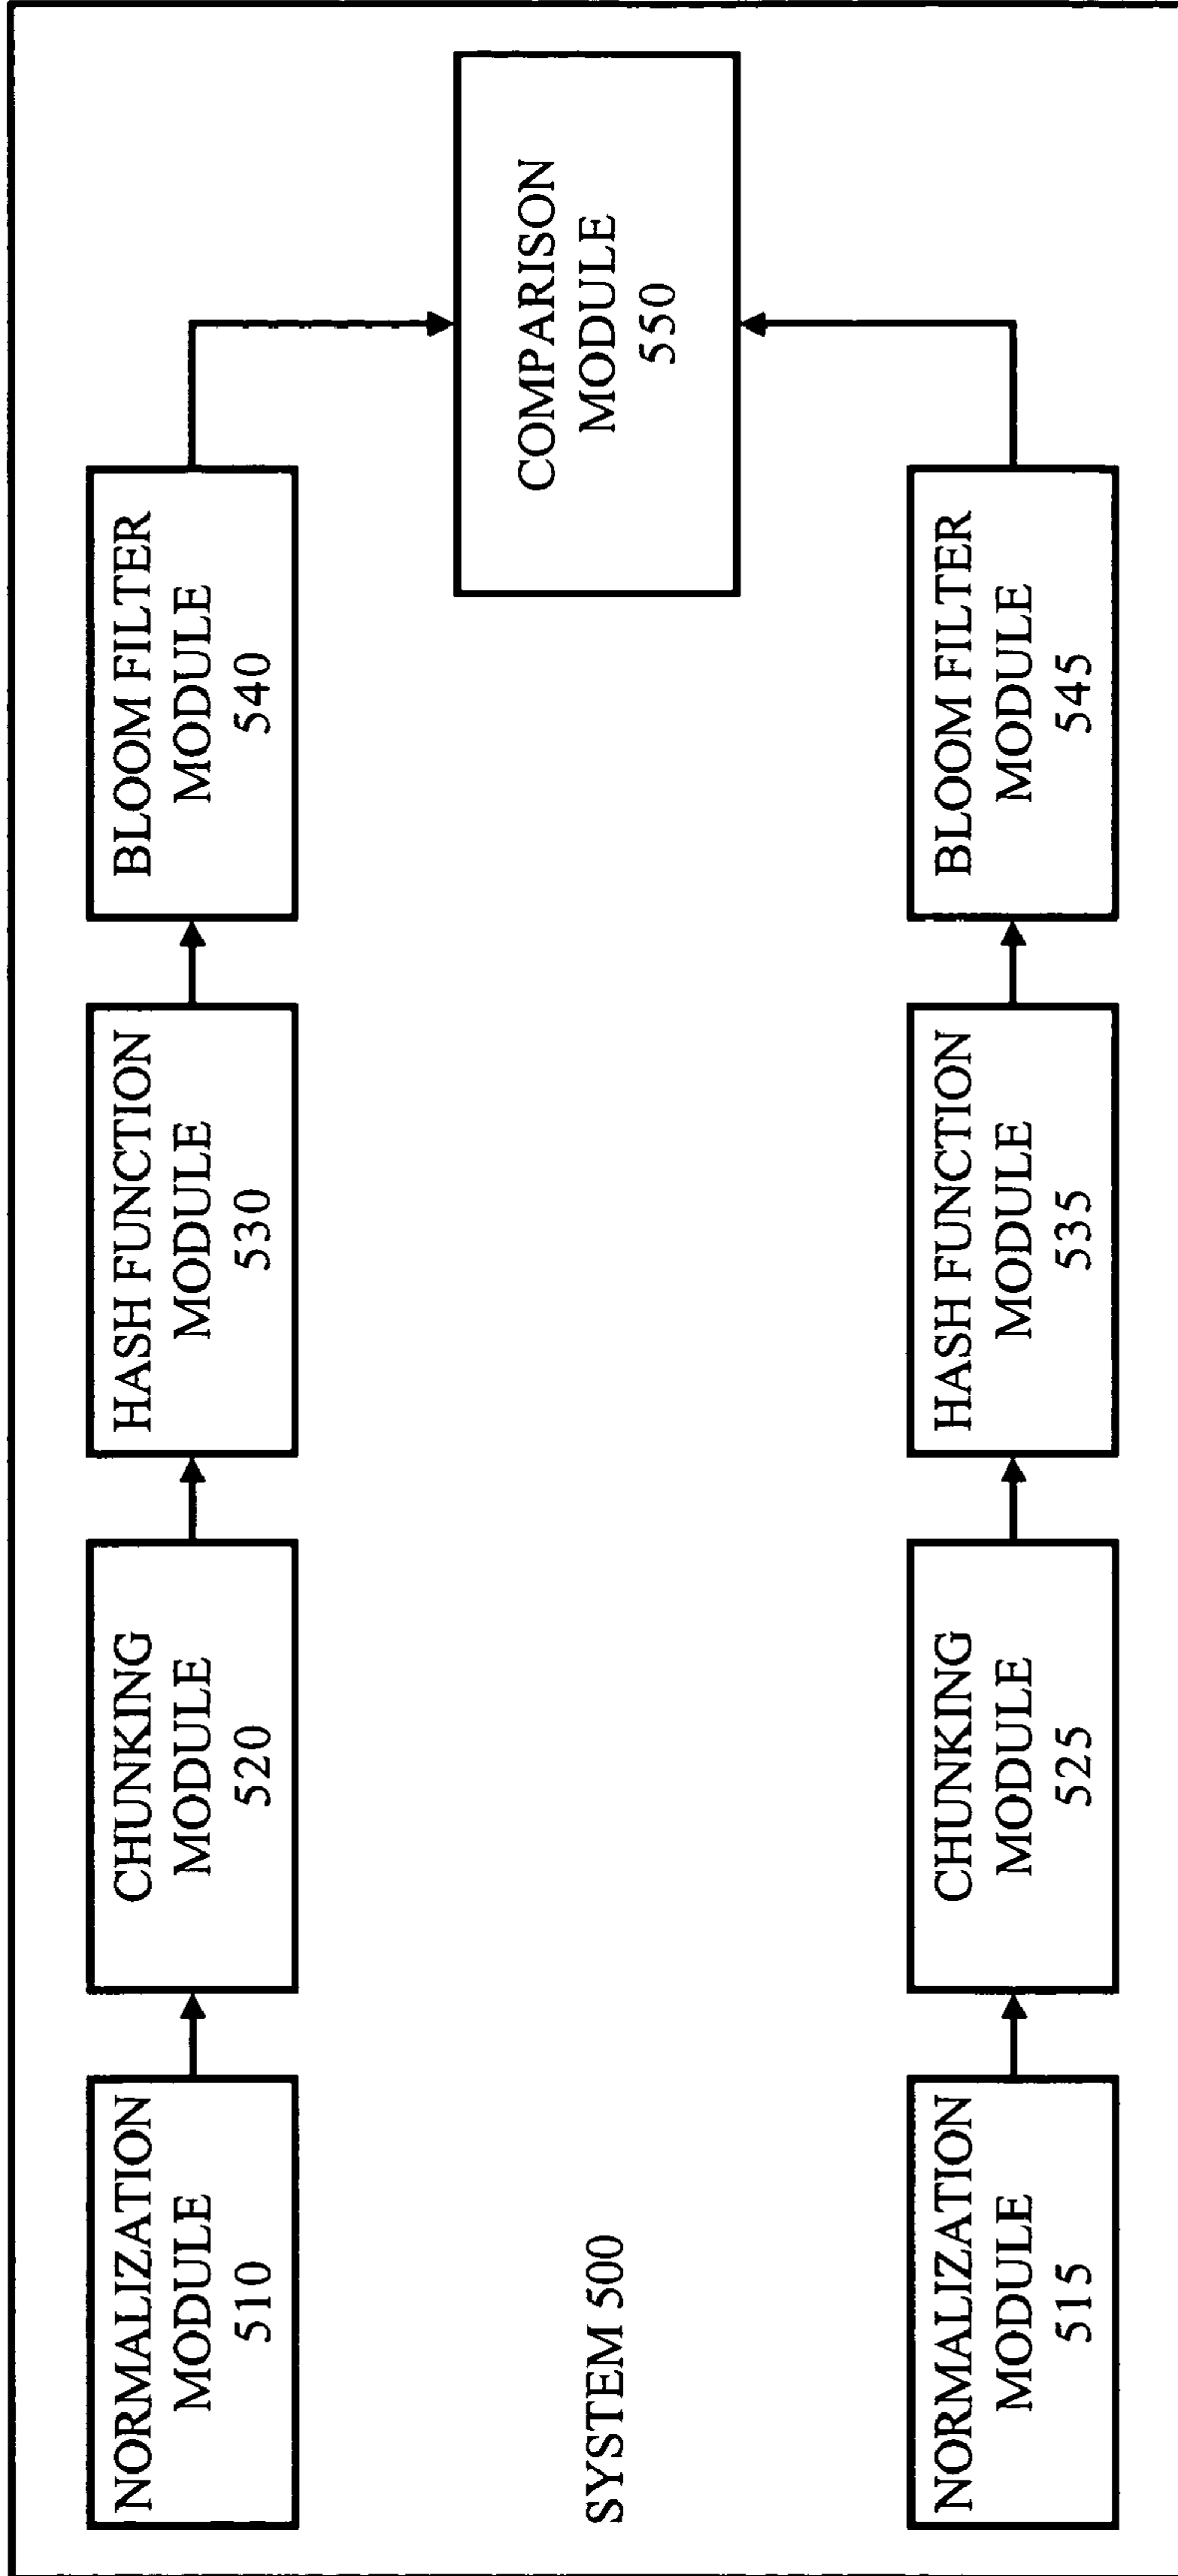 NORMALIZATION
MODULE
510
CHUNKING
MODULE
520
HASH FUNCTION
MODULE
530
BLOOM FILTER
MODULE
540
COMPARISON
MODULE
550
SYSTEM 500
NORMALIZATION
MODULE
515
CHUNKING
MODULE
525
HASH FUNCTION
MODULE
535
BLOOM FILTER
MODULE
545